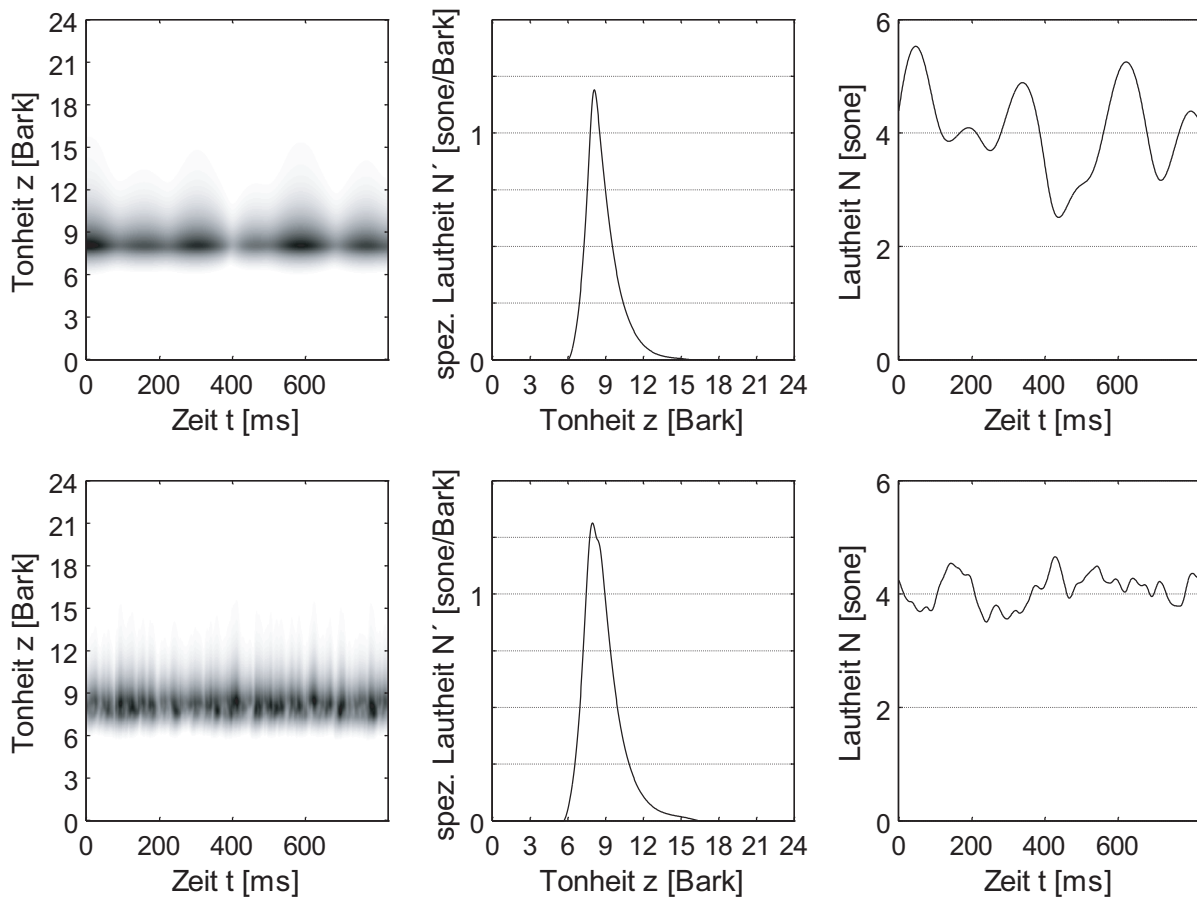 24
21
18
15
12
9
6
3
0
Tonheit z [Bark]
0 200 400 600
Zeit t [ms]
1
0
spez. Lautheit N´ [sone/Bark]
0 3 6 9 12 15 18 21 24
Tonheit z [Bark]
6
4
2
0
Lautheit N [sone]
0 200 400 600
Zeit t [ms]
24
21
18
15
12
9
6
3
0
Tonheit z [Bark]
0 200 400 600
Zeit t [ms]
1
0
spez. Lautheit N´ [sone/Bark]
0 3 6 9 12 15 18 21 24
Tonheit z [Bark]
6
4
2
0
Lautheit N [sone]
0 200 400 600
Zeit t [ms]